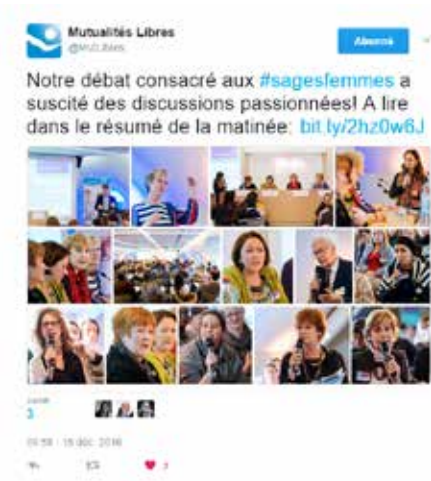 Mutualités Libres
Abonné
Notre débat consacré aux #sagesfemmes a
suscité des discussions passionnées! A lire
dans le résumé de la matinée: bit.ly/2hz0w6J
3
3